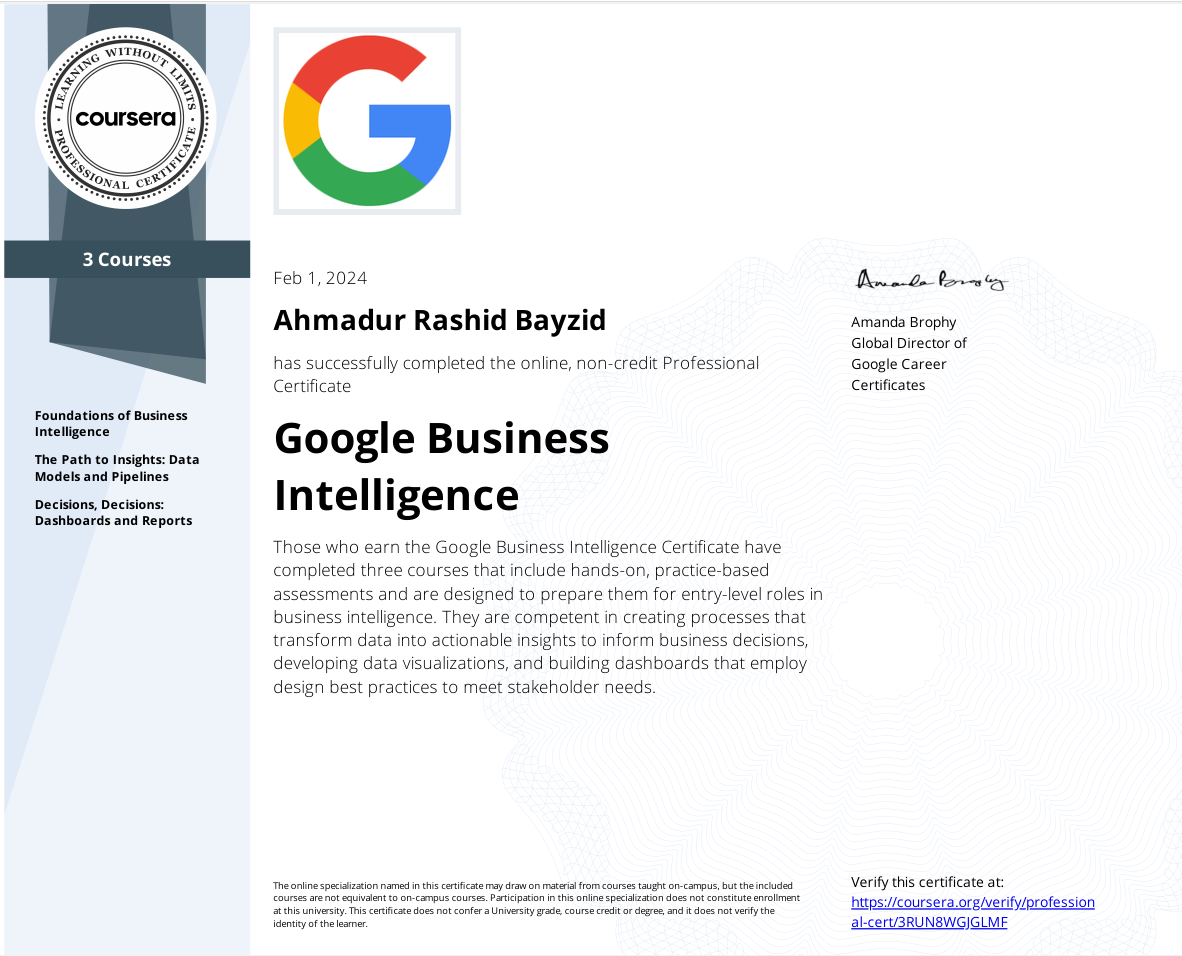 LEARNING WITHOUT LIMITS
coursera
PROFESSIONAL CERTIFICATE
3 Courses
Foundations of Business
Intelligence
The Path to Insights: Data
Models and Pipelines
Decisions, Decisions:
Dashboards and Reports
Feb 1, 2024
Ahmadur Rashid Bayzid
has successfully completed the online, non-credit Professional
Certificate
Google Business
Intelligence
Those who earn the Google Business Intelligence Certificate have
completed three courses that include hands-on, practice-based
assessments and are designed to prepare them for entry-level roles in
business intelligence. They are competent in creating processes that
transform data into actionable insights to inform business decisions,
developing data visualizations, and building dashboards that employ
design best practices to meet stakeholder needs.
The online specialization named in this certificate may draw on material from courses taught on-campus, but the included
courses are not equivalent to on-campus courses. Participation in this online specialization does not constitute enrollment
at this university. This certificate does not confer a University grade, course credit or degree, and it does not verify the
identity of the learner.
Amanda Brophy
Amanda Brophy
Global Director of
Google Career
Certificates
Verify this certificate at:
https://coursera.org/verify/profession
al-cert/3RUN8WGJGLMF